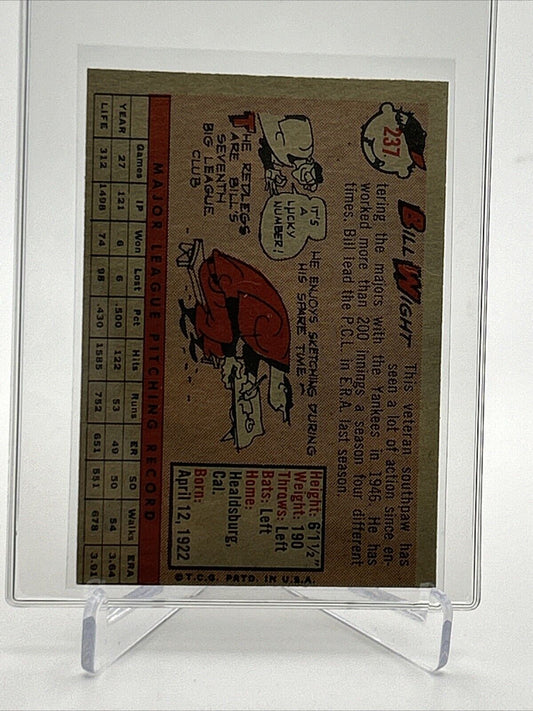 237
BILL WIGHT
This veteran southpaw has
seen a lot of action since en-
tering the majors with the Yankees in 1946. He has
worked more than 200 innings a season four different
times. Bill lead the P.C.L. in E.R.A. last season.
IT'S
A
LUCKY
NUMBER!
THE REDLEGS
ARE BILL'S
SEVENTH
BIG LEAGUE
CLUB
HE ENJOYS SKETCHING DURING
HIS SPARE TIME—
Height: 6'1½"
Weight: 190
Throws: Left
Bats: Left
Home:
Healdsburg,
Cal.
Born:
April 12, 1922
MAJOR LEAGUE PITCHING RECORD
Games IP Won Lost Pct Hits Runs ER SO Walks ERA
YEAR 27 121 6 6 .500 122 53 49 50 54 3.64
LIFE 312 1498 74 98 .430 1585 752 651 551 678 3.91
©T.C.G. PRTD. IN U.S.A.